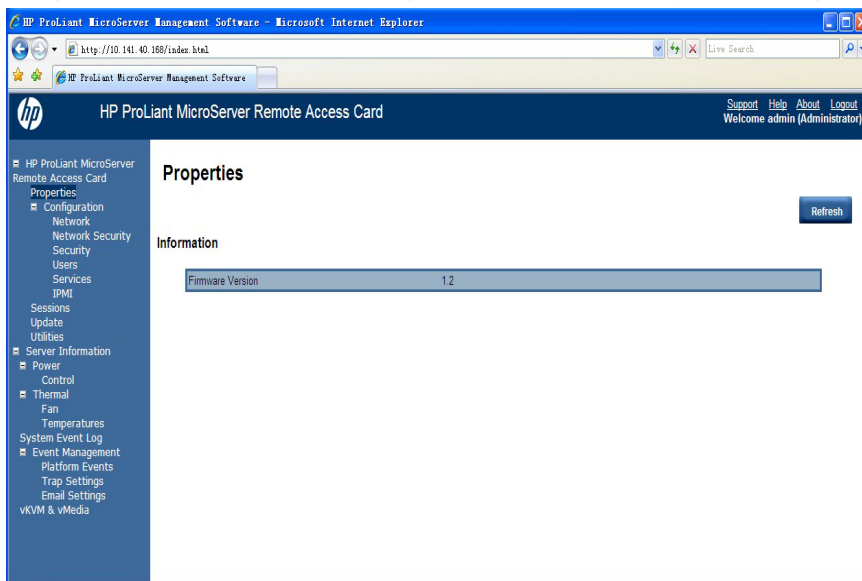 HP ProLiant MicroServer Management Software - Microsoft Internet Explorer
http://10.141.40.168/index.html
Live Search
HP ProLiant MicroServer Management Software
hp
HP ProLiant MicroServer Remote Access Card
Support Help About Logout
Welcome admin (Administrator)
HP ProLiant MicroServer
Remote Access Card
Properties
Configuration
Network
Network Security
Security
Users
Services
IPMI
Sessions
Update
Utilities
Server Information
Power
Control
Thermal
Fan
Temperatures
System Event Log
Event Management
Platform Events
Trap Settings
Email Settings
vKVM & vMedia
Properties
Refresh
Information
Firmware Version 1.2